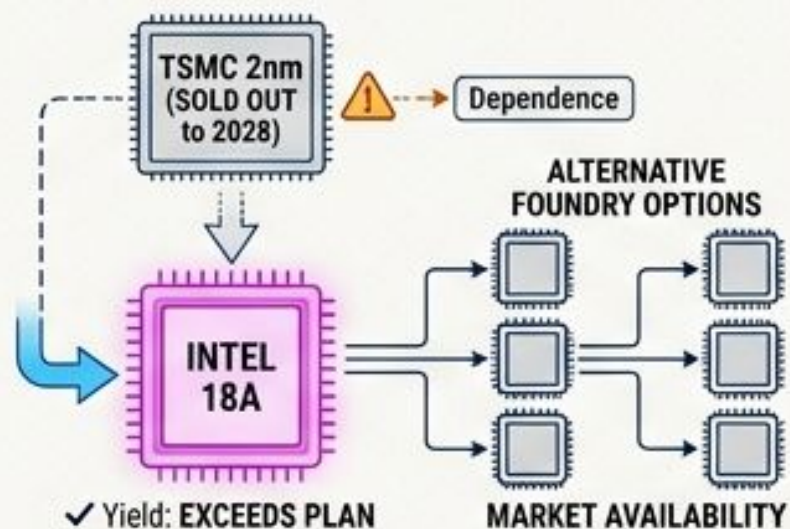 TSMC 2nm
(SOLD OUT
to 2028)
!
Dependence
ALTERNATIVE
FOUNDRY OPTIONS
INTEL
18A
✓ Yield: EXCEEDS PLAN
MARKET AVAILABILITY